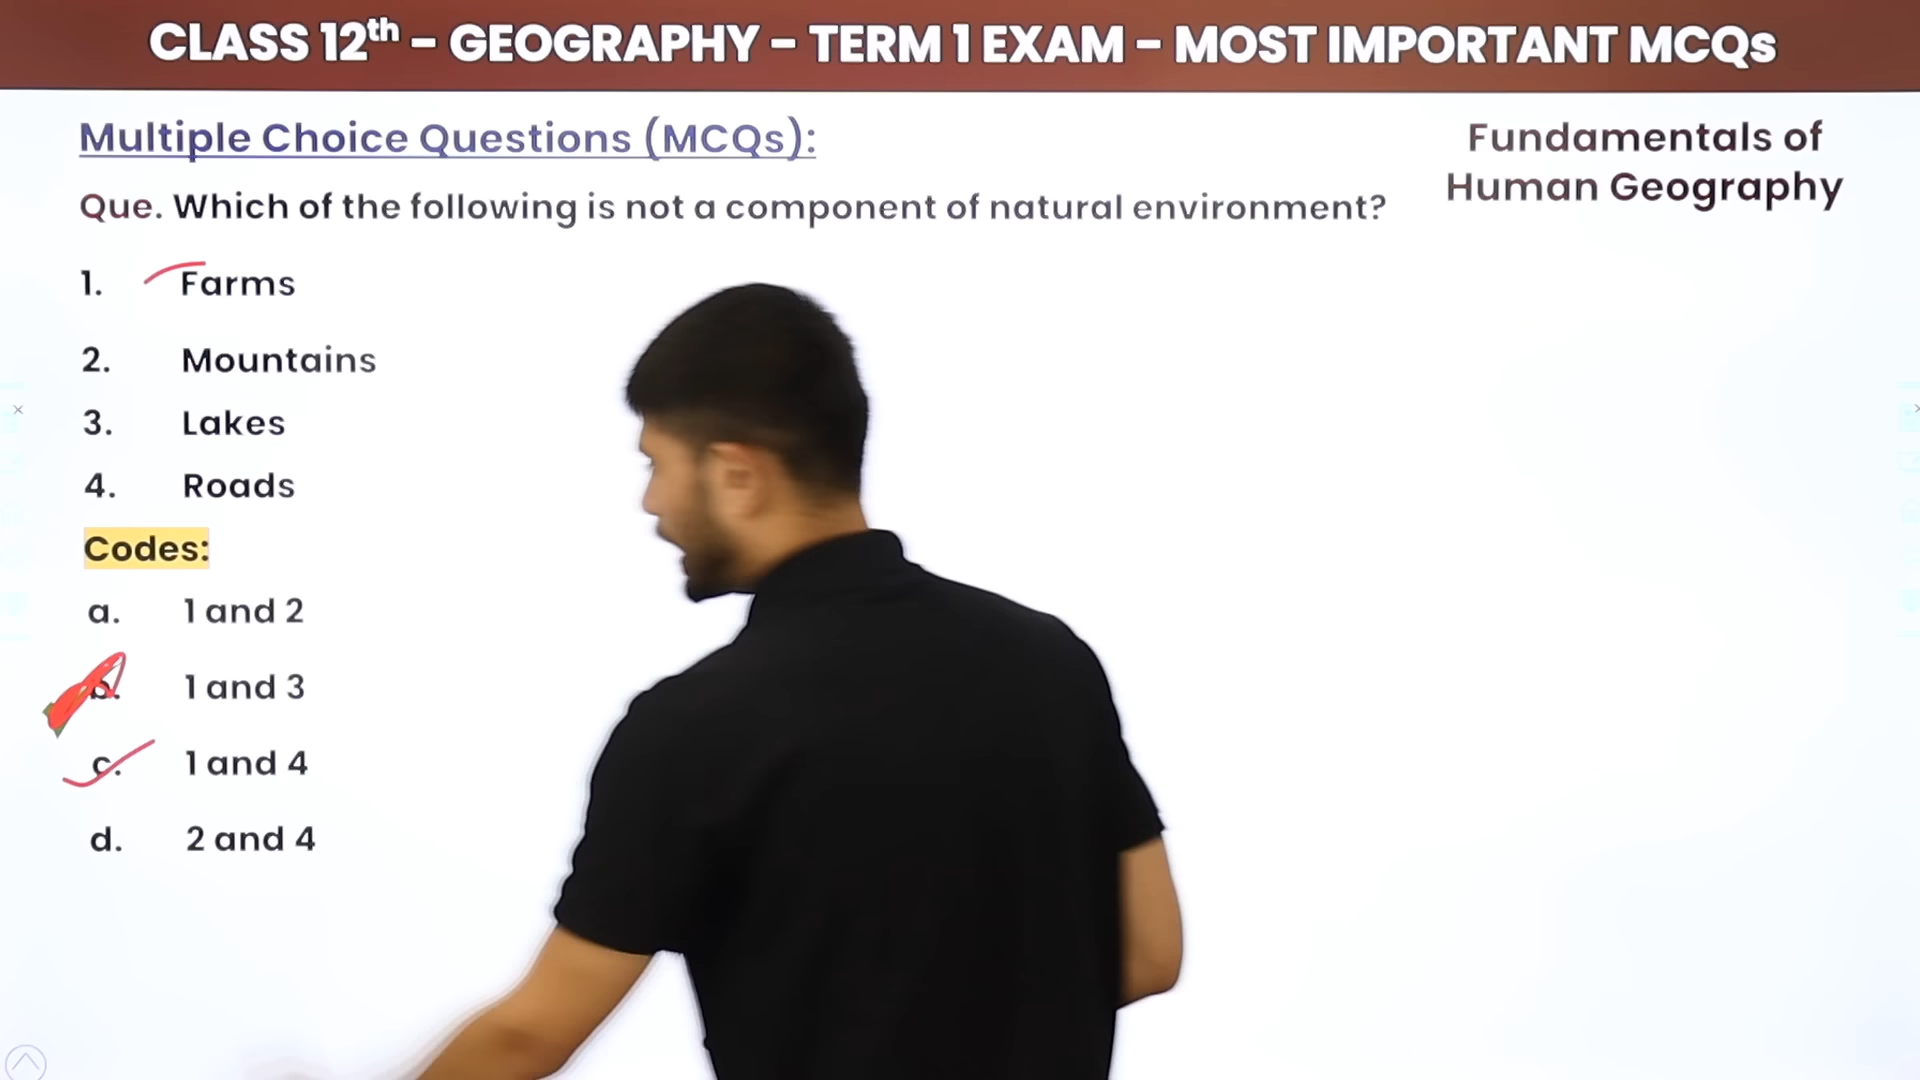 CLASS 12th - GEOGRAPHY - TERM 1 EXAM - MOST IMPORTANT MCQs
Multiple Choice Questions (MCQs):
Fundamentals of
Human Geography
Que. Which of the following is not a component of natural environment?
1. Farms
2. Mountains
3. Lakes
4. Roads
Codes:
a. 1 and 2
b. 1 and 3
c. 1 and 4
d. 2 and 4